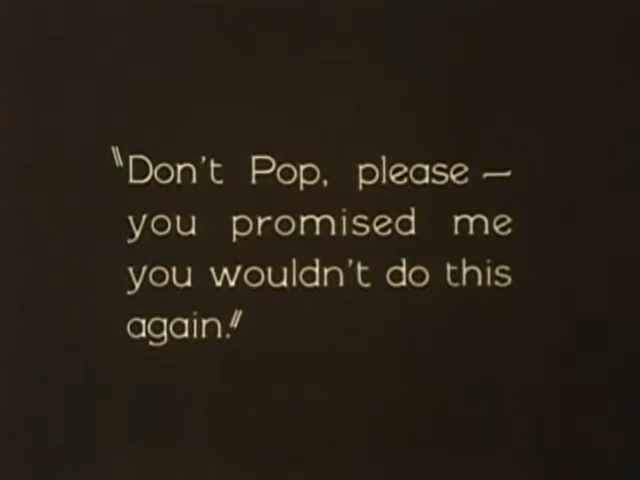 "Don't Pop, please —
you promised me
you wouldn't do this
again."